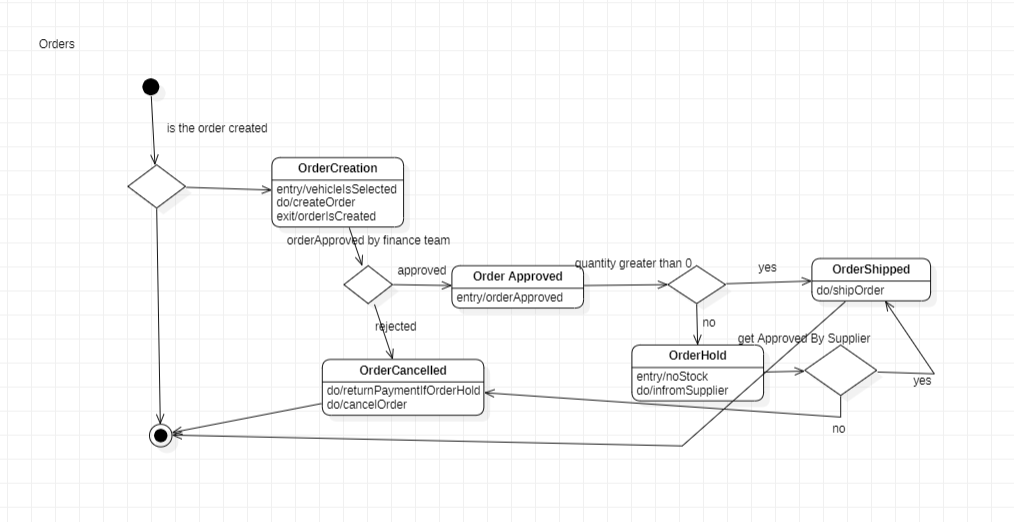 Orders
is the order created
OrderCreation
entry/vehicleIsSelected
do/createOrder
exit/orderIsCreated
orderApproved by finance team
approved
Order Approved
entry/orderApproved
quantity greater than 0
yes
OrderShipped
do/shipOrder
rejected
no
get Approved By Supplier
OrderHold
entry/noStock
do/infromSupplier
OrderCancelled
do/returnPaymentIfOrderHold
do/cancelOrder
yes
no